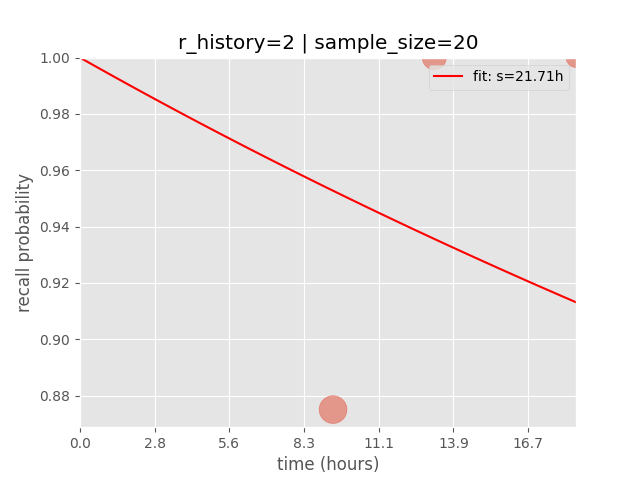 r_history=2 | sample_size=20
fit: s=21.71h
recall probability
1.00
0.98
0.96
0.94
0.92
0.90
0.88
0.0 2.8 5.6 8.3 11.1 13.9 16.7
time (hours)